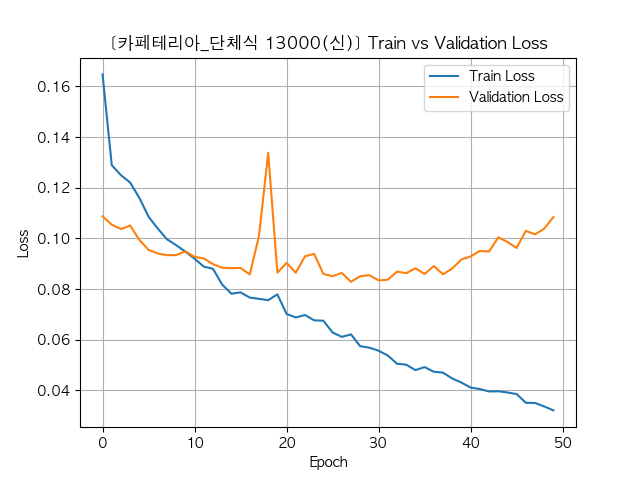 [카페테리아_단체식 13000(신)] Train vs Validation Loss
Train Loss
Validation Loss
0.16
0.14
0.12
0.10
0.08
0.06
0.04
Loss
0
10
20
30
40
50
Epoch